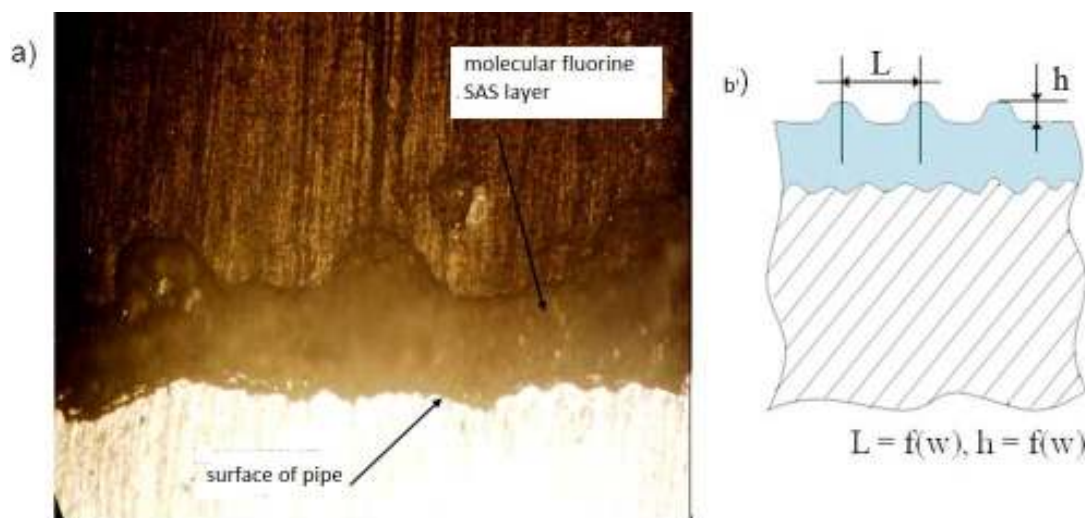 a)
molecular fluorine
SAS layer
surface of pipe
b')
L
h
L = f(w), h = f(w)